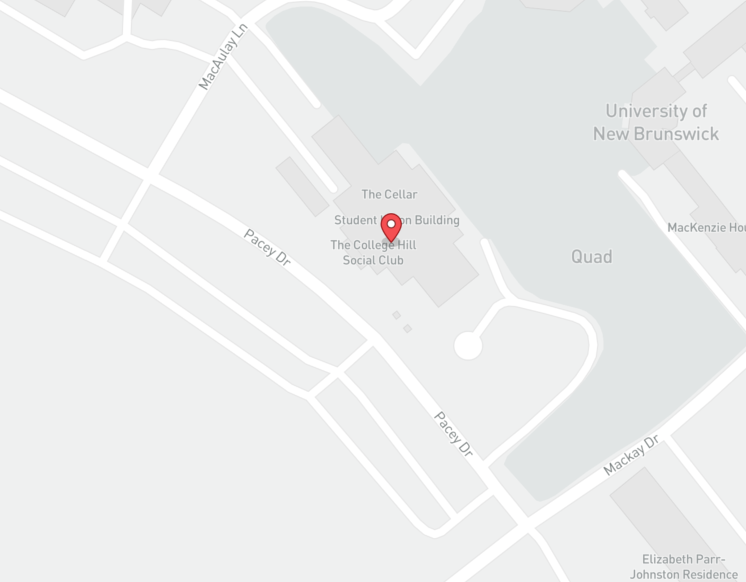 MacAulay Ln
University of
New Brunswick
The Cellar
Student Union Building
The College Hill
Social Club
MacKenzie Hou
Pacey Dr
Quad
Pacey Dr
Mackay Dr
Elizabeth Parr-
Johnston Residence